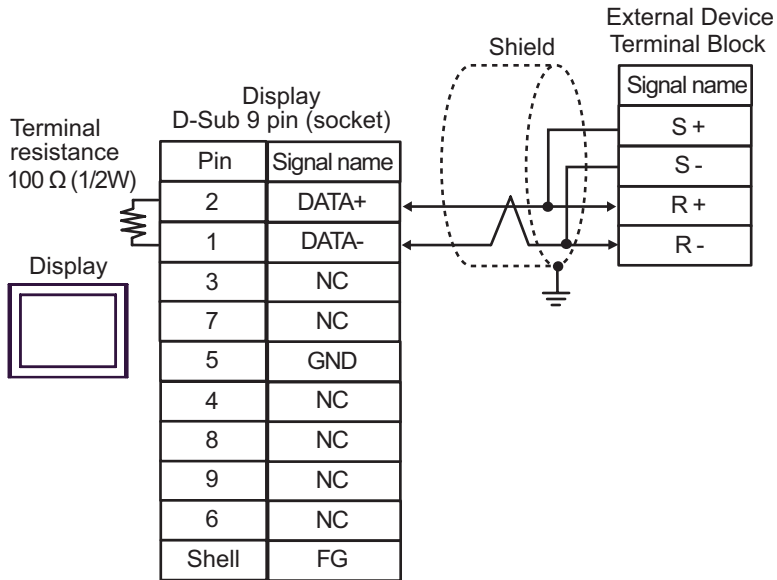 External Device
Terminal Block
Shield
Signal name
S +
S -
R +
R -
Display
D-Sub 9 pin (socket)
Terminal
resistance
100 Ω (1/2W)
Pin Signal name
2 DATA+
1 DATA-
3 NC
7 NC
5 GND
4 NC
8 NC
9 NC
6 NC
Shell FG
Display